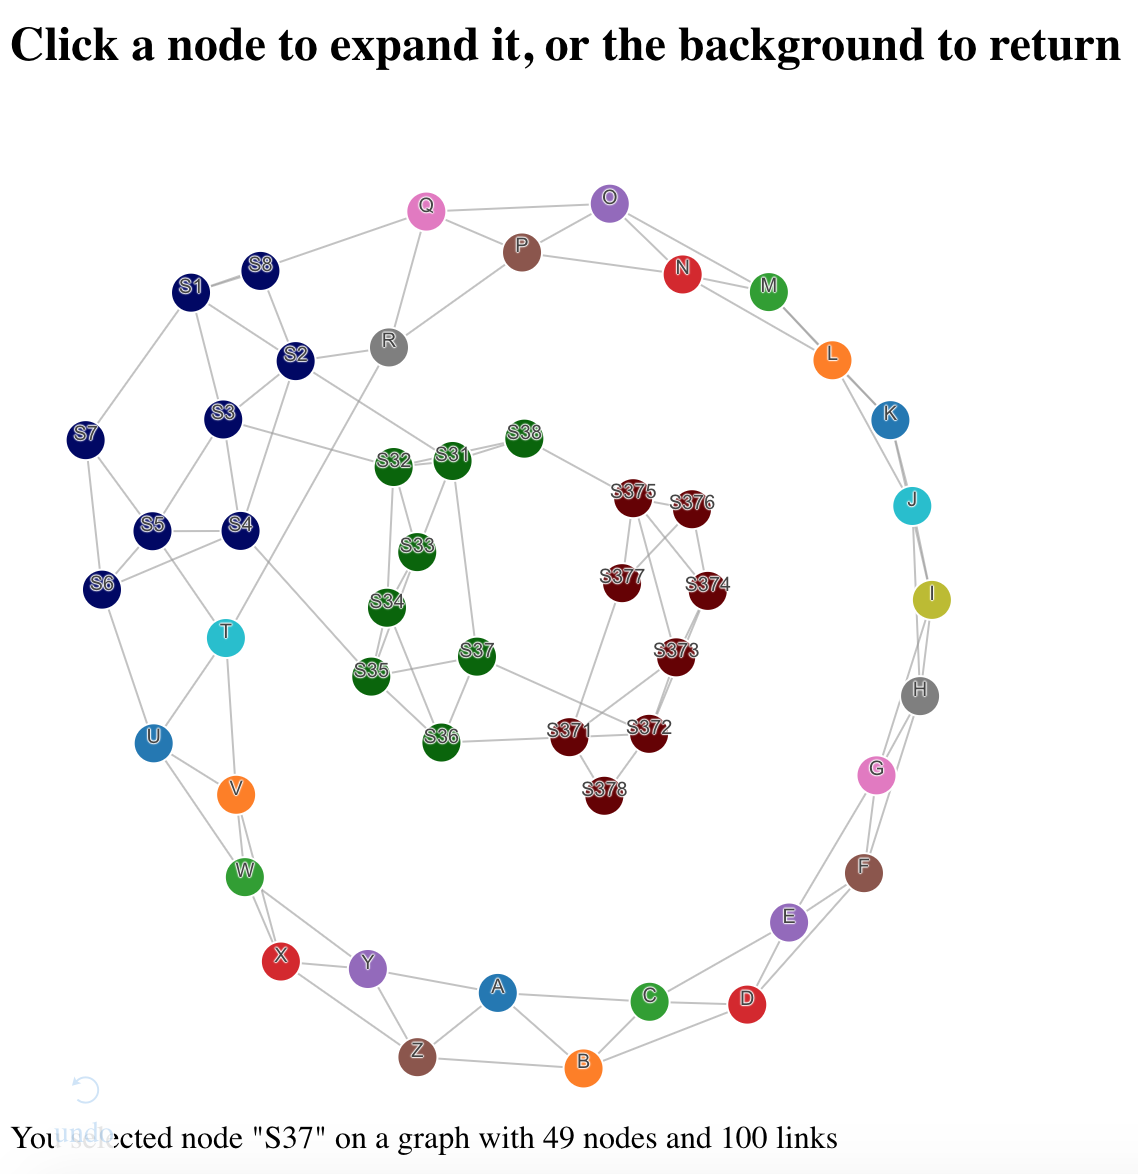 Click a node to expand it, or the background to return
Q
O
P
N
M
S8
S1
S2
R
L
K
S3
S7
S32
S31
S38
S375
S376
J
S5
S4
S33
S377
S374
I
S6
S34
T
S35
S37
S373
H
U
S36
S371
S372
G
V
S378
W
F
E
X
Y
A
C
D
Z
B
undo
You selected node "S37" on a graph with 49 nodes and 100 links